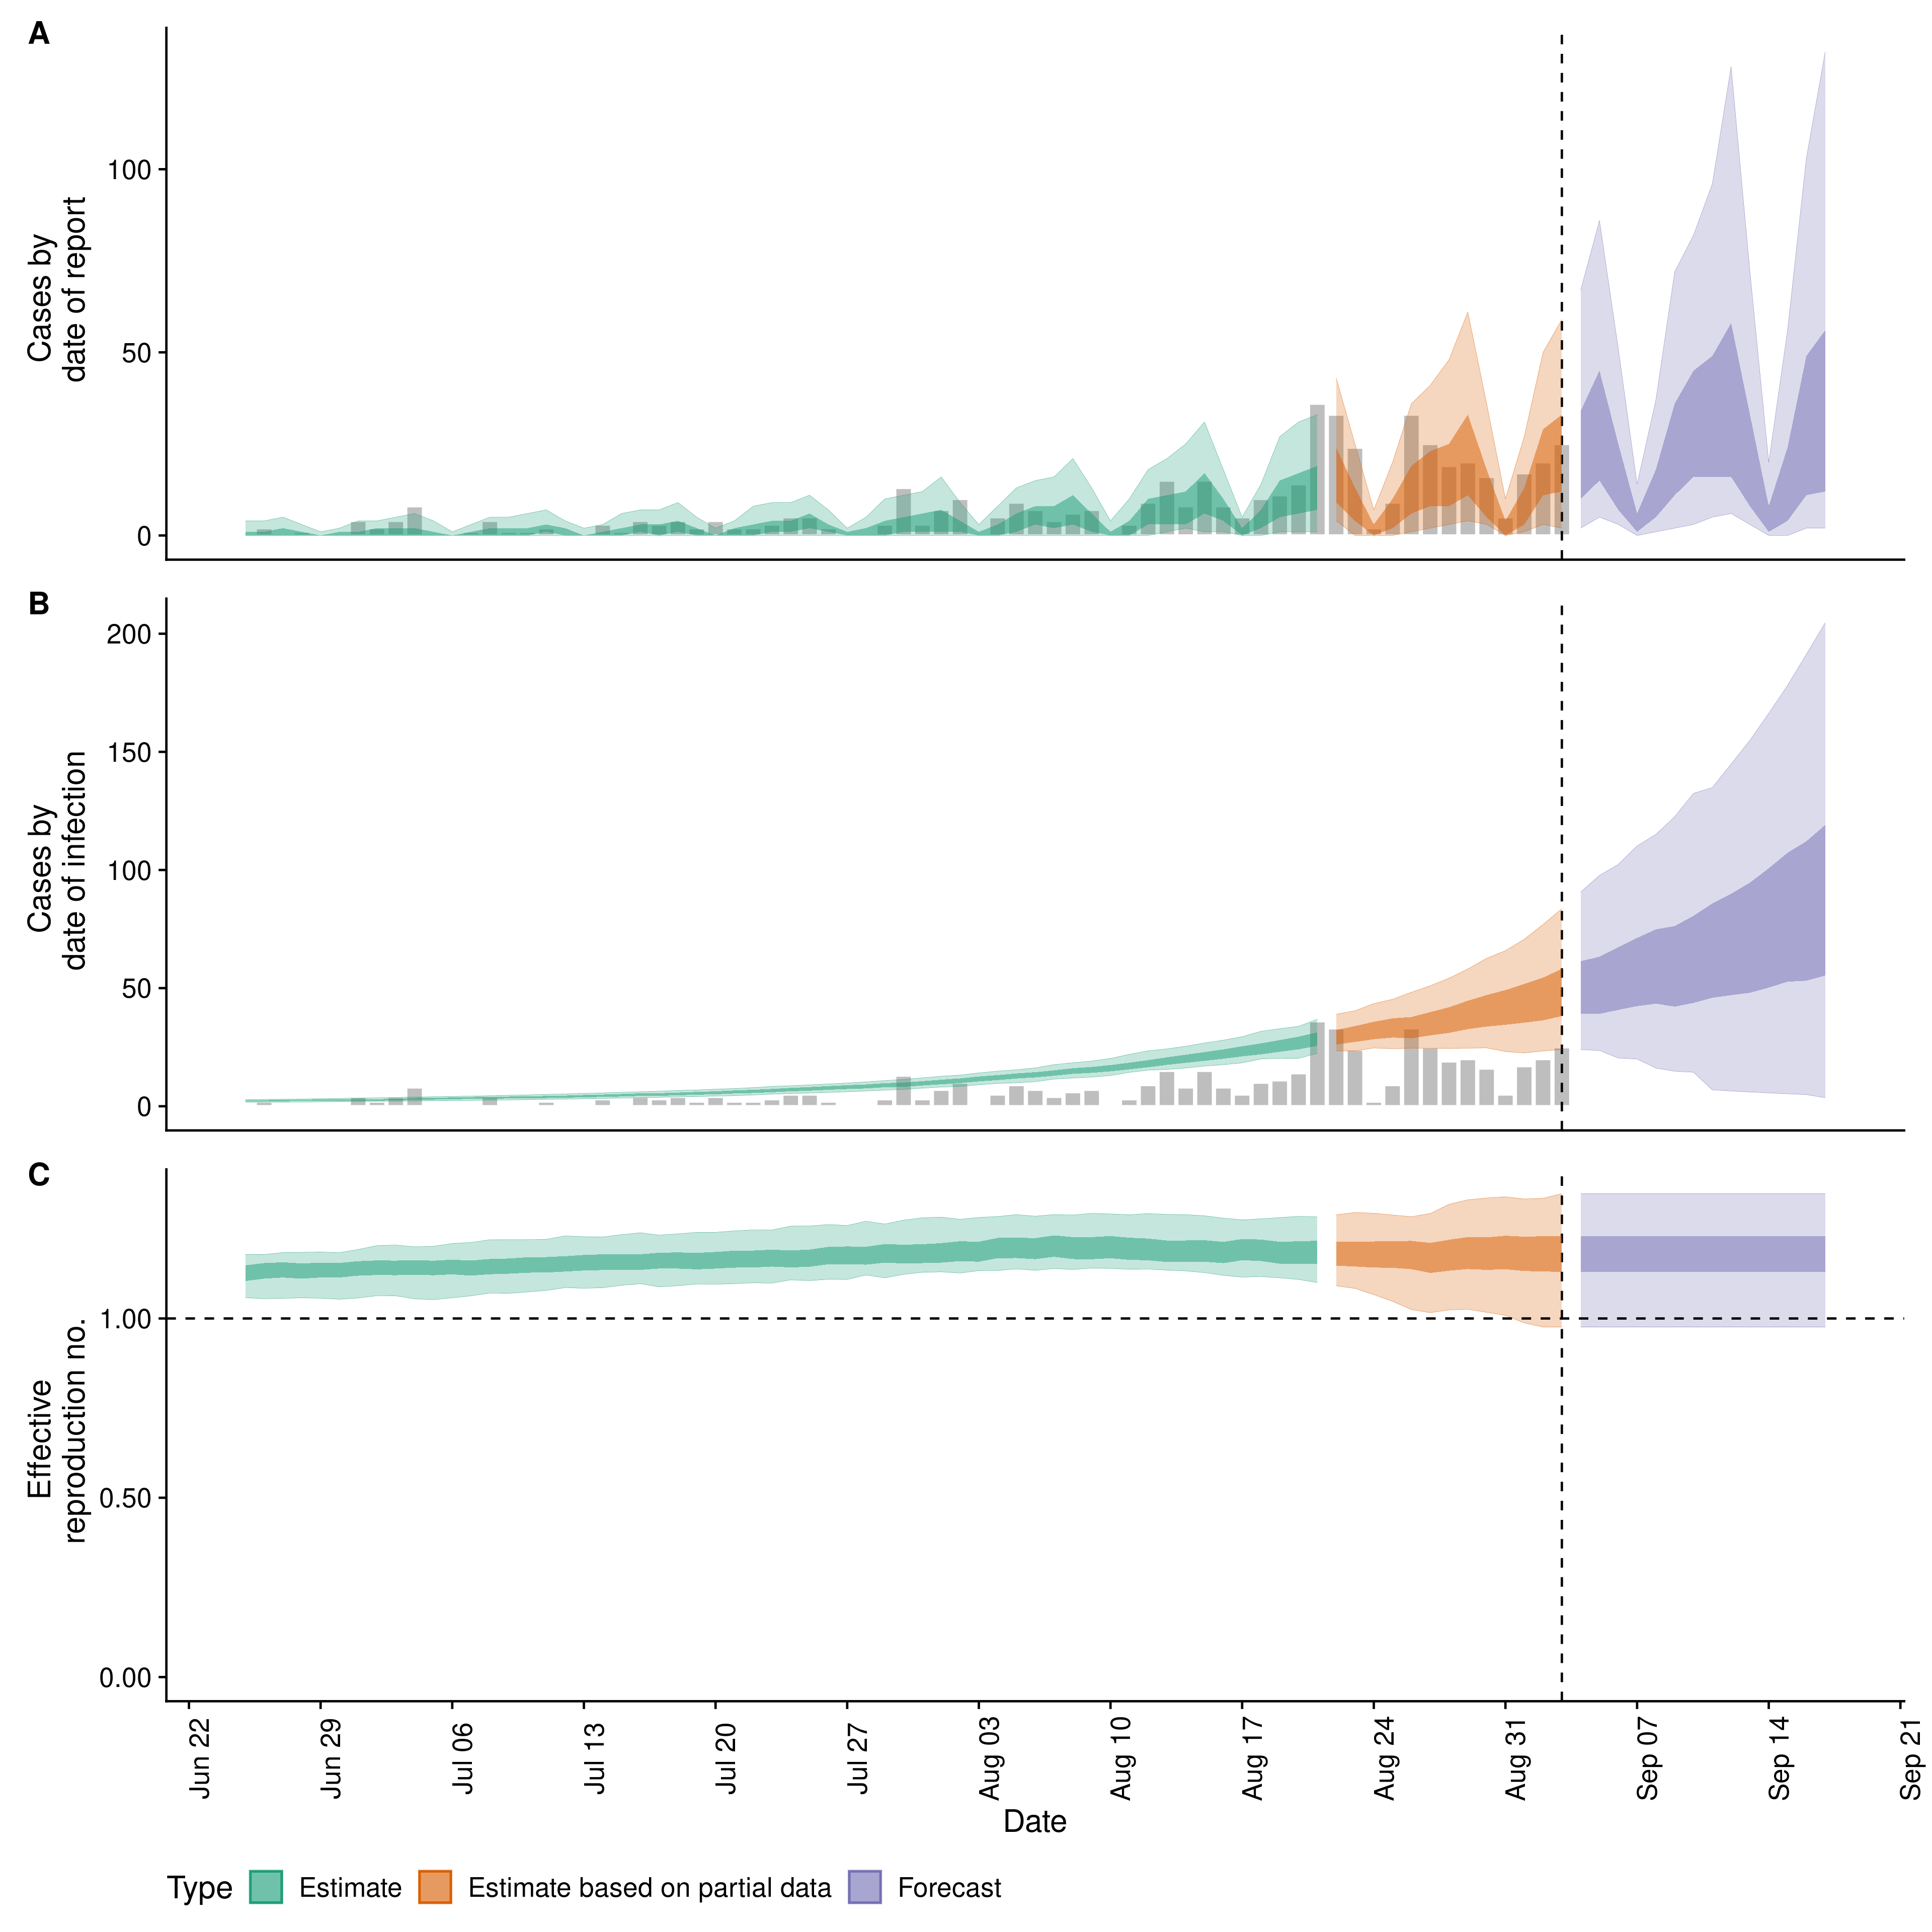 A
Cases by
date of report
100
50
0
B
Cases by
date of infection
200
150
100
50
0
C
Effective
reproduction no.
1.00
0.50
0.00
Jun 22
Jun 29
Jul 06
Jul 13
Jul 20
Jul 27
Aug 03
Aug 10
Aug 17
Aug 24
Aug 31
Sep 07
Sep 14
Sep 21
Date
Type Estimate Estimate based on partial data Forecast